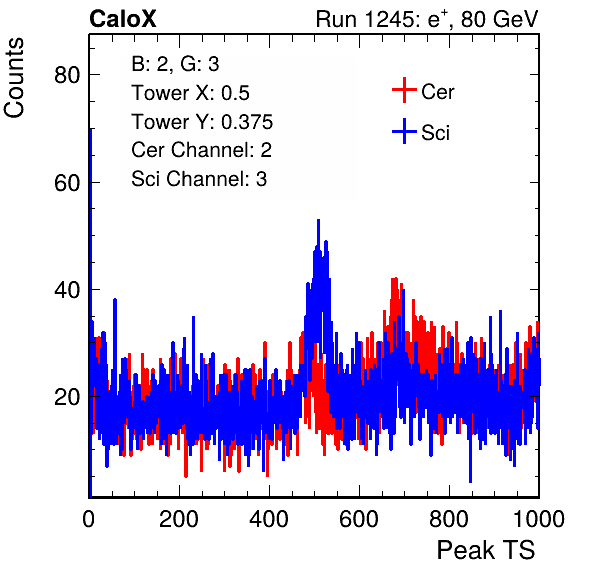 CaloX Run 1245: e⁺, 80 GeV
Counts
B: 2, G: 3
Tower X: 0.5
Tower Y: 0.375
Cer Channel: 2
Sci Channel: 3
Cer
Sci
80
60
40
20
0 200 400 600 800 1000
Peak TS